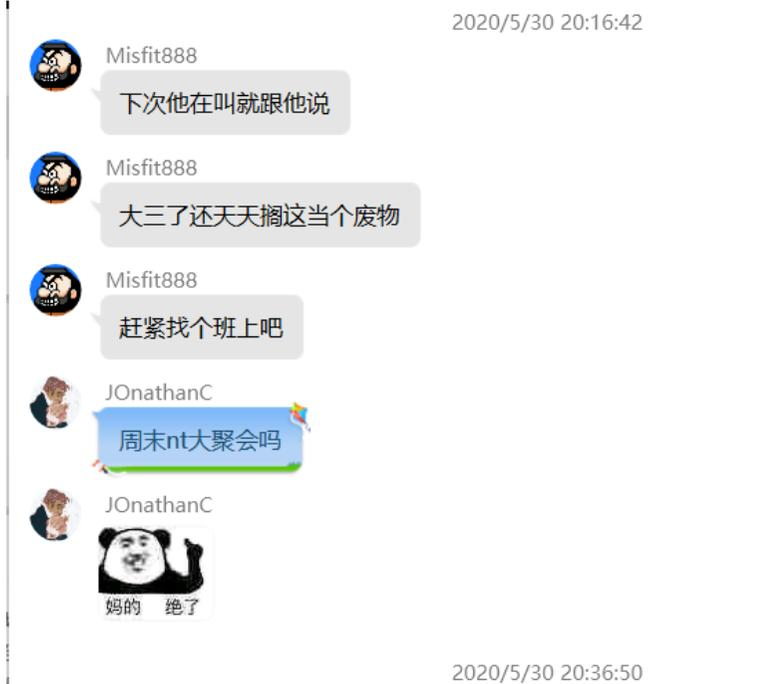 2020/5/30 20:16:42
Misfit888
下次他在叫就跟他说
Misfit888
大三了还天天搁这当个废物
Misfit888
赶紧找个班上吧
JOnathanC
周末nt大聚会吗
JOnathanC
妈的 绝了
2020/5/30 20:36:50